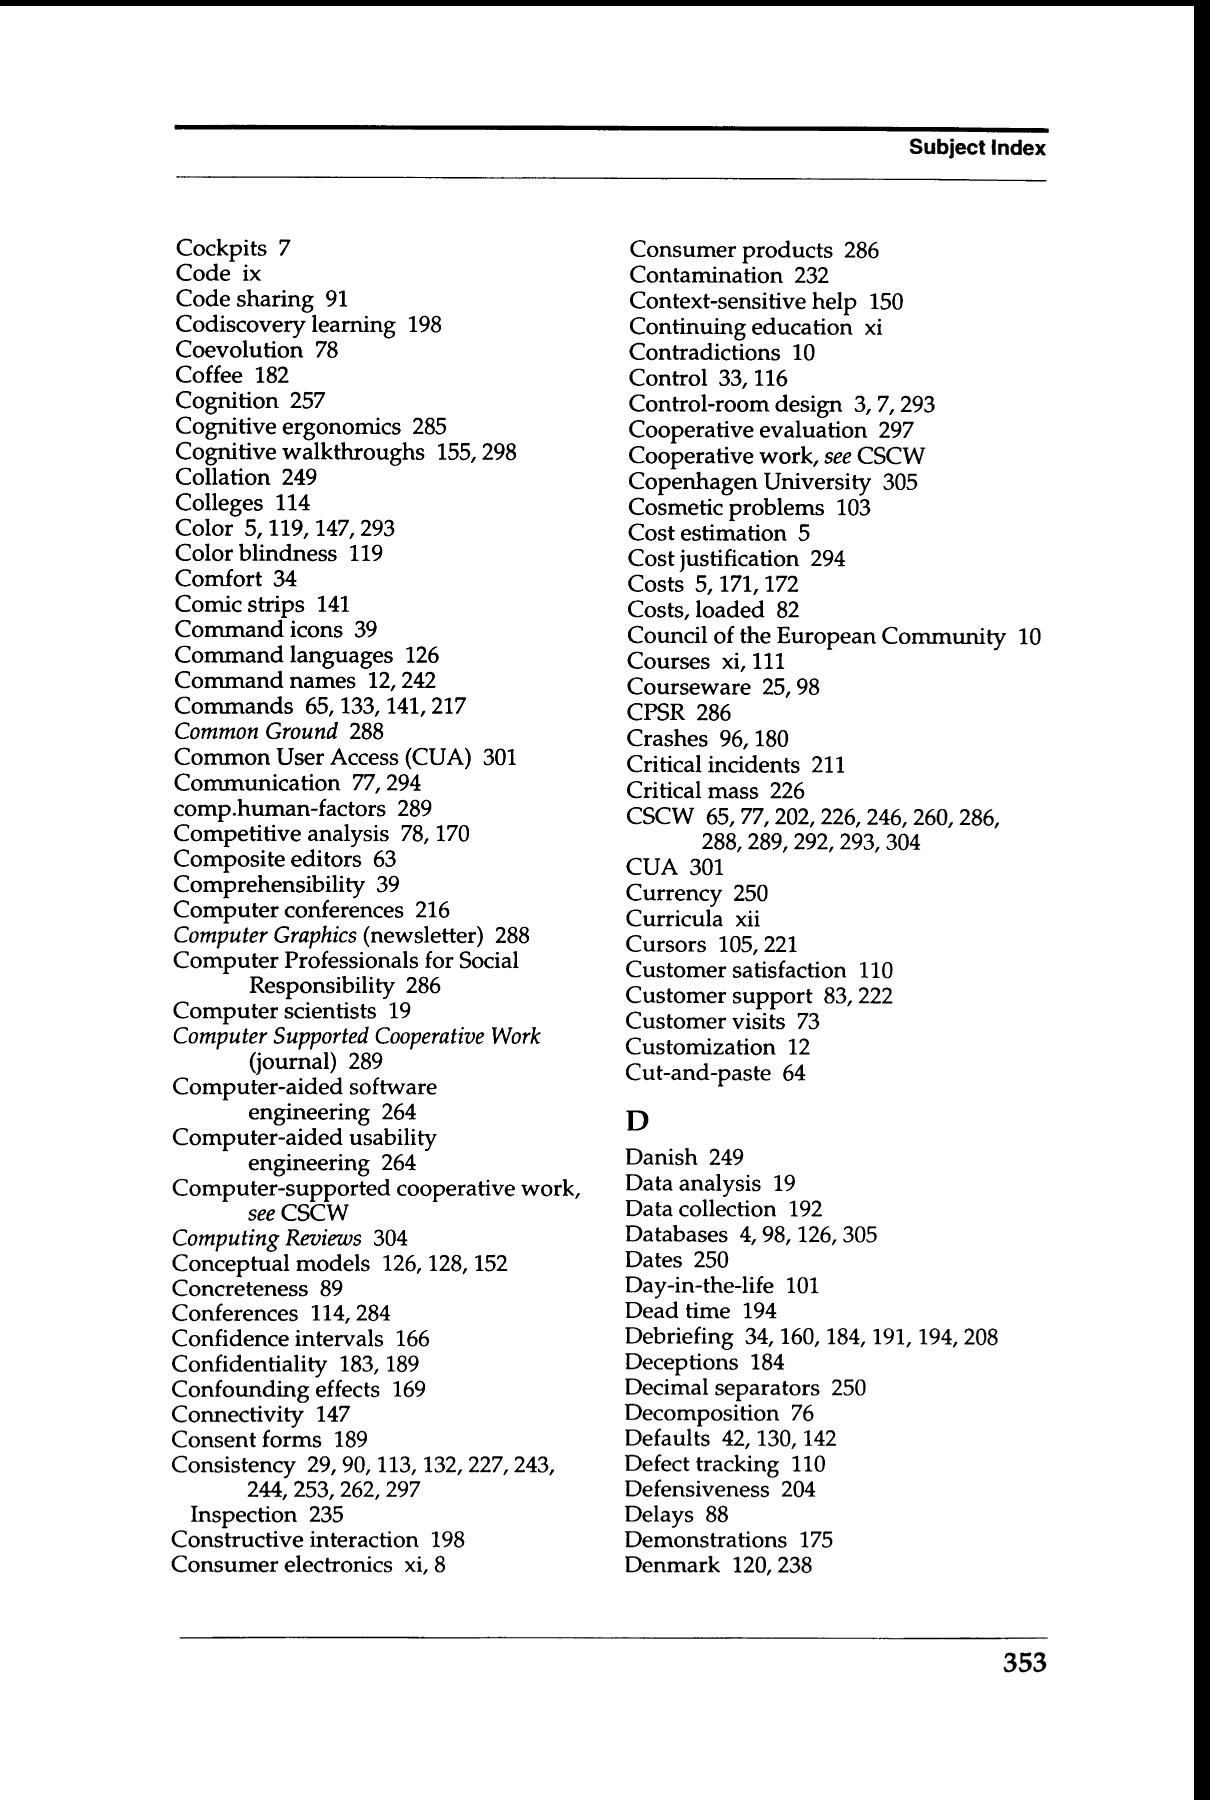 Subject Index
Cockpits 7
Code ix
Code sharing 91
Codiscovery learning 198
Coevolution 78
Coffee 182
Cognition 257
Cognitive ergonomics 285
Cognitive walkthroughs 155, 298
Collation 249
Colleges 114
Color 5, 119, 147, 293
Color blindness 119
Comfort 34
Comic strips 141
Command icons 39
Command languages 126
Command names 12, 242
Commands 65, 133, 141, 217
Common Ground 288
Common User Access (CUA) 301
Communication 77, 294
comp.human-factors 289
Competitive analysis 78, 170
Composite editors 63
Comprehensibility 39
Computer conferences 216
Computer Graphics (newsletter) 288
Computer Professionals for Social
Responsibility 286
Computer scientists 19
Computer Supported Cooperative Work
(journal) 289
Computer-aided software
engineering 264
Computer-aided usability
engineering 264
Computer-supported cooperative work,
see CSCW
Computing Reviews 304
Conceptual models 126, 128, 152
Concreteness 89
Conferences 114, 284
Confidence intervals 166
Confidentiality 183, 189
Confounding effects 169
Connectivity 147
Consent forms 189
Consistency 29, 90, 113, 132, 227, 243,
244, 253, 262, 297
Inspection 235
Constructive interaction 198
Consumer electronics xi, 8
Consumer products 286
Contamination 232
Context-sensitive help 150
Continuing education xi
Contradictions 10
Control 33, 116
Control-room design 3, 7, 293
Cooperative evaluation 297
Cooperative work, see CSCW
Copenhagen University 305
Cosmetic problems 103
Cost estimation 5
Cost justification 294
Costs 5, 171, 172
Costs, loaded 82
Council of the European Community 10
Courses xi, 111
Courseware 25, 98
CPSR 286
Crashes 96, 180
Critical incidents 211
Critical mass 226
CSCW 65, 77, 202, 226, 246, 260, 286,
288, 289, 292, 293, 304
CUA 301
Currency 250
Curricula xii
Cursors 105, 221
Customer satisfaction 110
Customer support 83, 222
Customer visits 73
Customization 12
Cut-and-paste 64
D
Danish 249
Data analysis 19
Data collection 192
Databases 4, 98, 126, 305
Dates 250
Day-in-the-life 101
Dead time 194
Debriefing 34, 160, 184, 191, 194, 208
Deceptions 184
Decimal separators 250
Decomposition 76
Defaults 42, 130, 142
Defect tracking 110
Defensiveness 204
Delays 88
Demonstrations 175
Denmark 120, 238
353